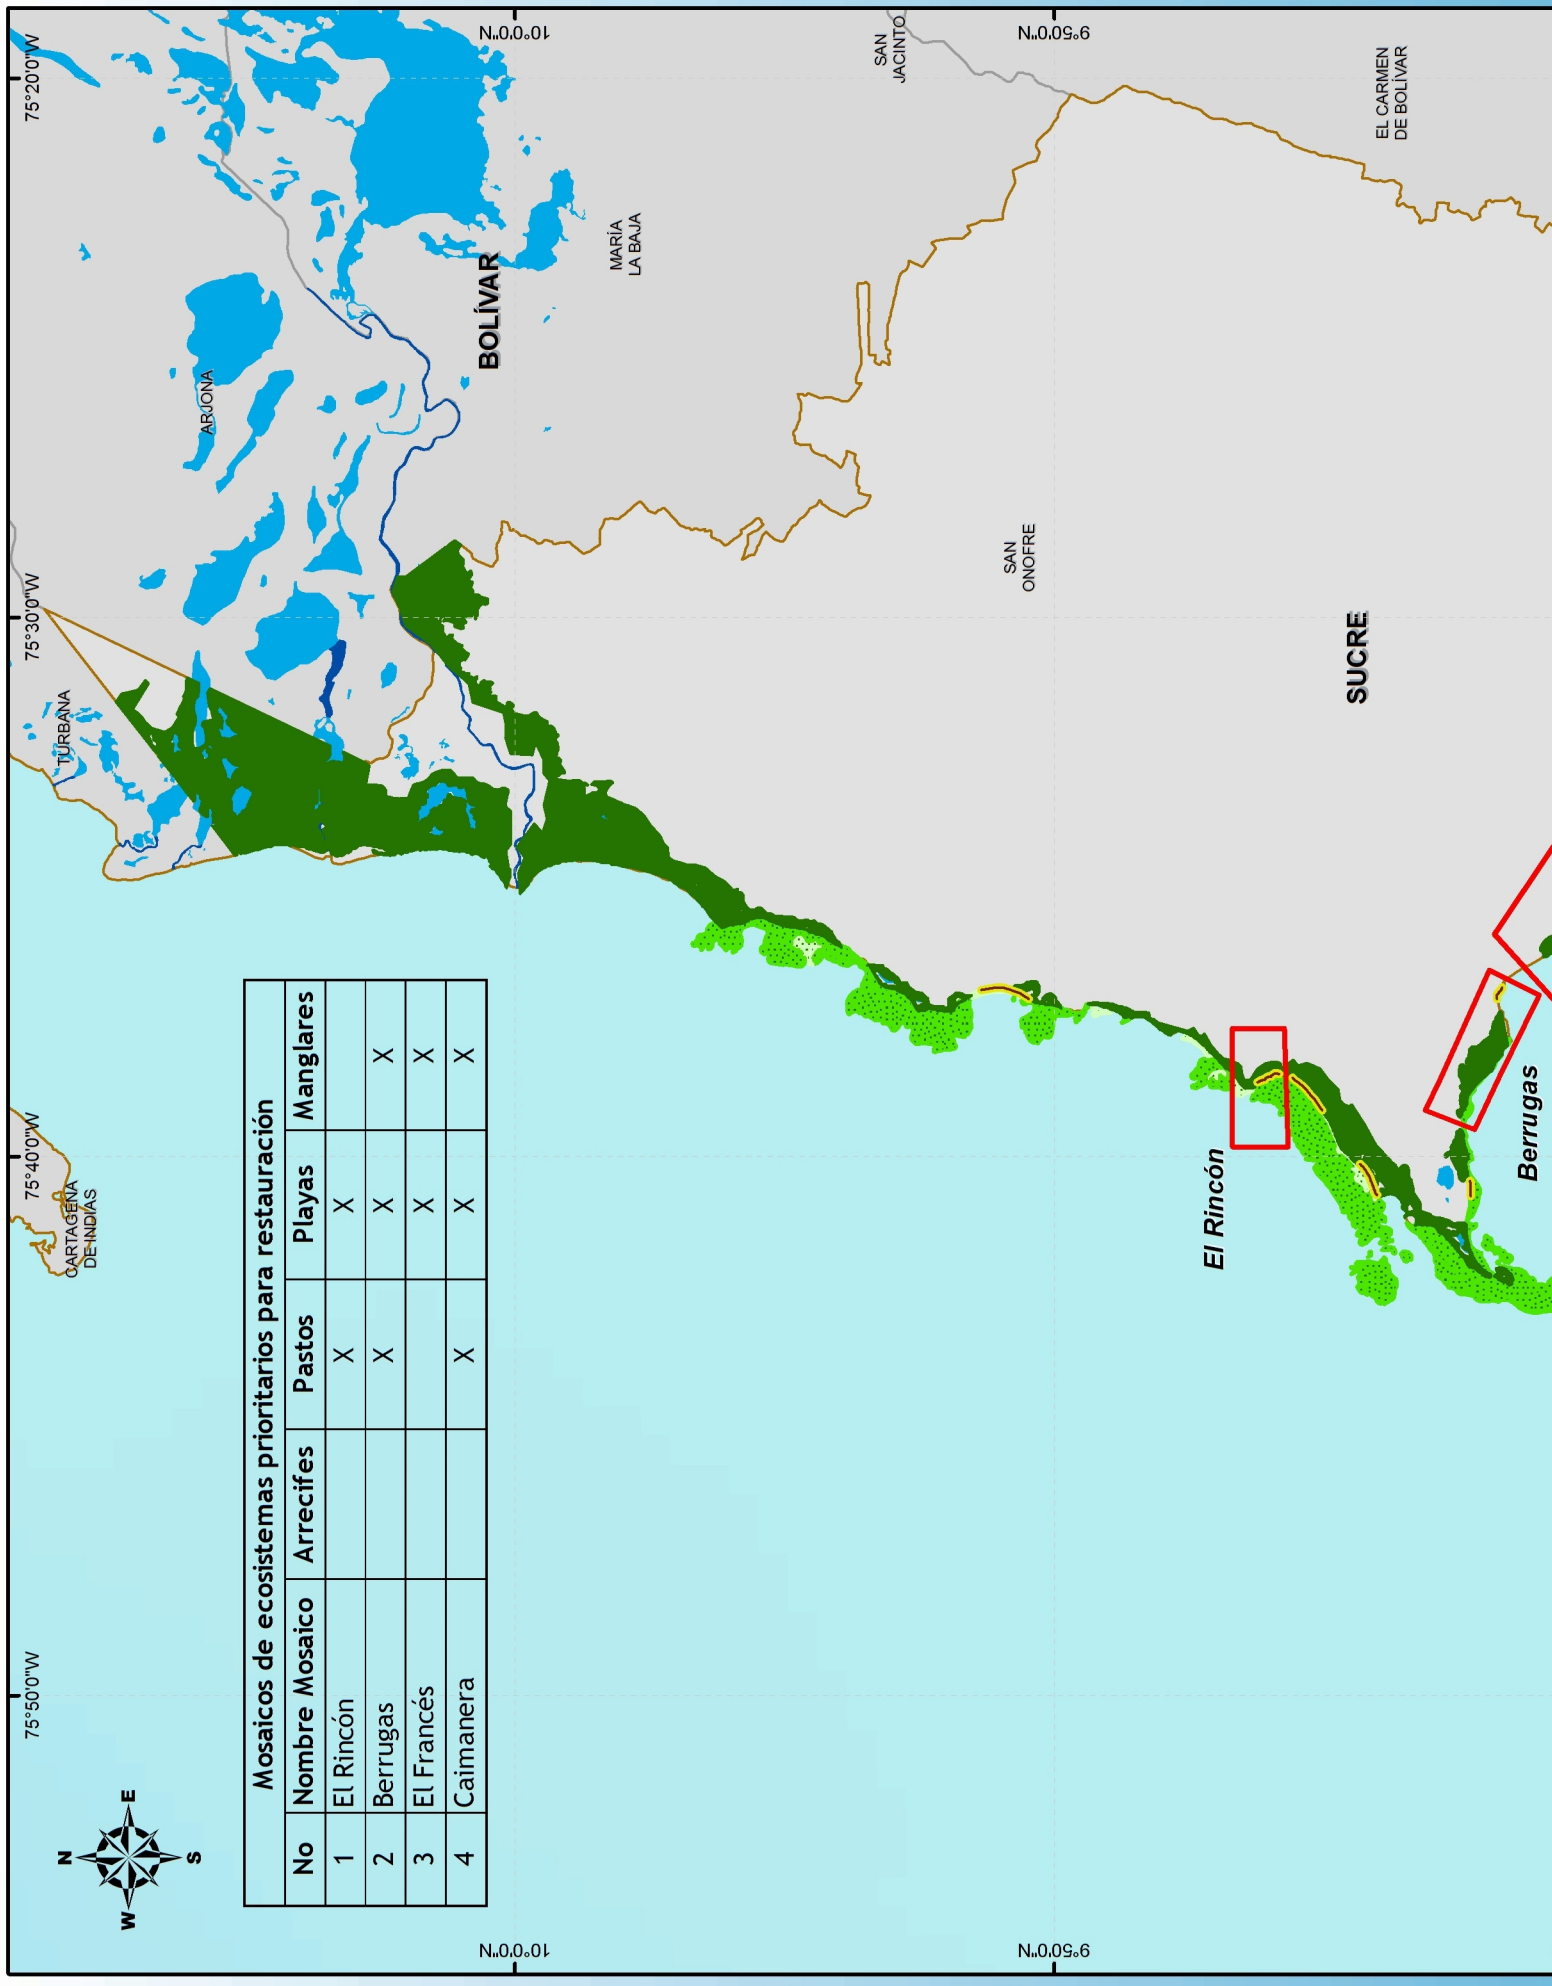 75°50'0"W
75°40'0"W
75°30'0"W
75°20'0"W
N
W
E
S
CARTAGENA
DE INDIAS
TURBANA
ARJONA
Mosaicos de ecosistemas prioritarios para restauración
No Nombre Mosaico Arrecifes Pastos Playas Manglares
1 El Rincón X X
2 Berrugas X X X
3 El Francés X X
4 Caimanera X X X
10°0'0"N
10°0'0"N
BOLÍVAR
MARÍA
LA BAJA
SAN
JACINTO
9°50'0"N
9°50'0"N
SAN
ONOFRE
El Rincón
SUCRE
EL CARMEN
DE BOLÍVAR
Berrugas